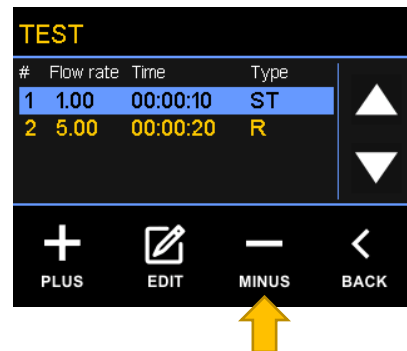 TEST
# Flow rate Time Type
1 1.00 00:00:10 ST
2 5.00 00:00:20 R
PLUS EDIT MINUS BACK